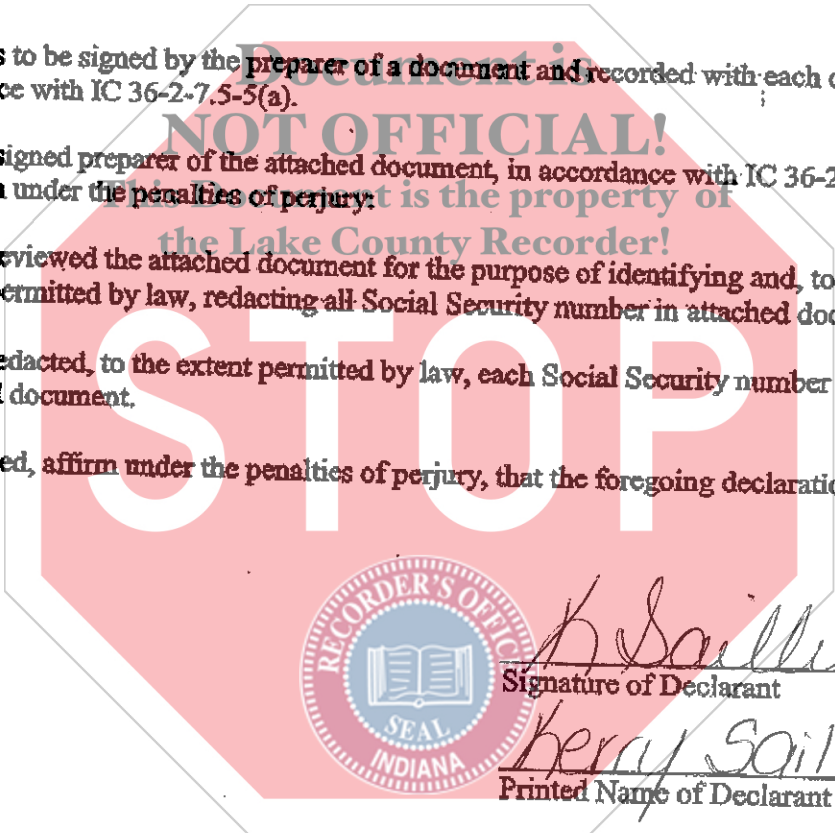 Document is
s to be signed by the preparer of a document and recorded with each
ce with IC 36-2-7.5-5(a).
NOT OFFICIAL!
signed preparer of the attached document, in accordance with IC 36-2
n under the penalties of perjury:
This Document is the property of
the Lake County Recorder!
eviewed the attached document for the purpose of identifying and, to
ermitted by law, redacting all Social Security number in attached doc
edacted, to the extent permitted by law, each Social Security number
d document.
STOP
ed, affirm under the penalties of perjury, that the foregoing declaratio
RECORDER'S OFFICE
SEAL
INDIANA
K Sailli
Signature of Declarant
Kerry Sail
Printed Name of Declarant